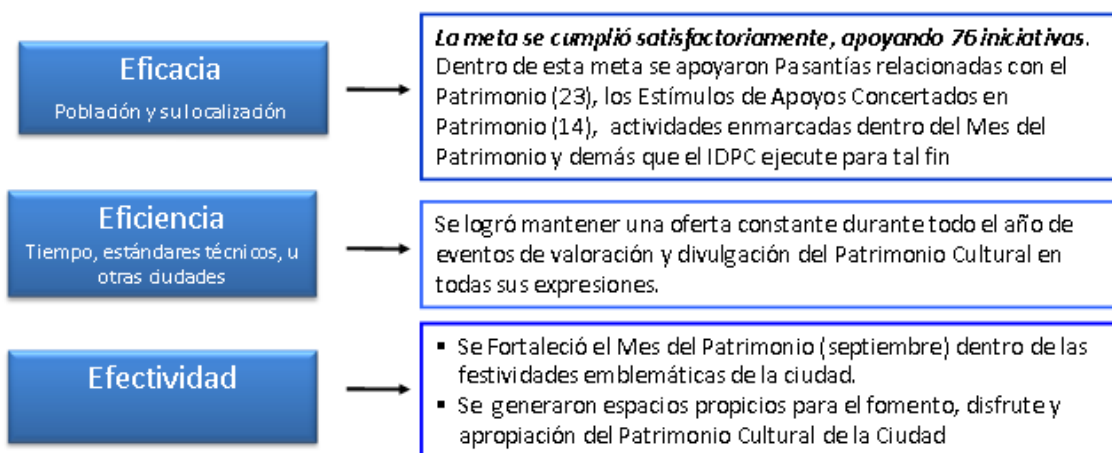 Eficacia
Población y su localización
La meta se cumplió satisfactoriamente, apoyando 76 iniciativas.
Dentro de esta meta se apoyaron Pasantías relacionadas con el
Patrimonio (23), los Estímulos de Apoyos Concertados en
Patrimonio (14), actividades enmarcadas dentro del Mes del
Patrimonio y demás que el IDPC ejecute para tal fin
Eficiencia
Tiempo, estándares técnicos, u
otras ciudades
Se logró mantener una oferta constante durante todo el año de
eventos de valoración y divulgación del Patrimonio Cultural en
todas sus expresiones.
Efectividad
▪ Se Fortaleció el Mes del Patrimonio (septiembre) dentro de las
festividades emblemáticas de la ciudad.
▪ Se generaron espacios propicios para el fomento, disfrute y
apropiación del Patrimonio Cultural de la Ciudad